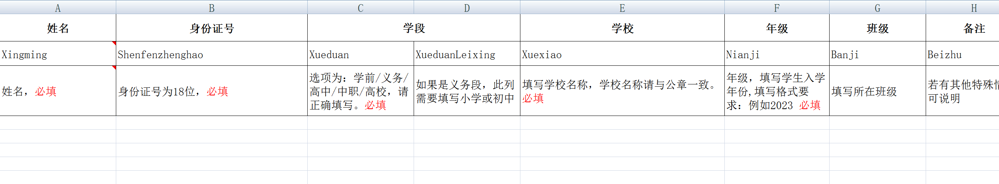 A B C D E F G H
姓名 身份证号 学段 学校 年级 班级 备注
Xingming Shenfenzhenghao Xueduan XueduanLeixing Xuexiao Nianji Banji Beizhu
姓名，必填
身份证号为18位，必填
选项为：学前/义务/
高中/中职/高校，请
正确填写。必填
如果是义务段，此列
需要填写小学或初中
填写学校名称，学校名称请与公章一致。
必填
年级，填写学生入学
年份,填写格式要
求：例如2023 必填
填写所在班级
若有其他特殊
可说明